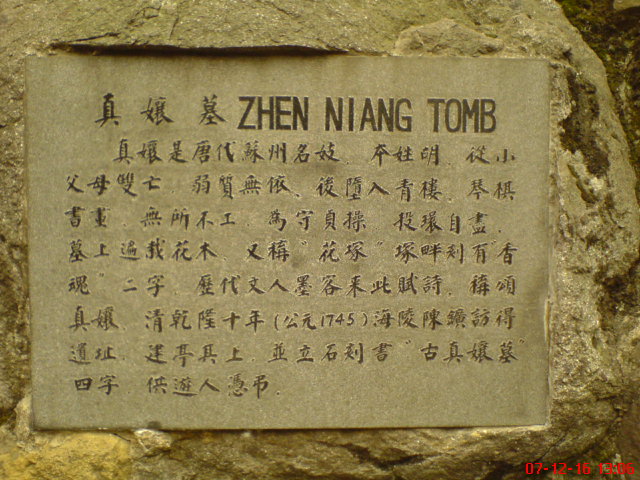 真孃墓 ZHEN NIANG TOMB
真孃是唐代蘇州名妓．本姓胡．從小
父母雙亡．弱質無依．後墮入青樓．琴棋
書畫．無所不工．為守貞操．投環自盡．
墓上遍栽花木．又稱"花塚"塚畔刻有"香
魂"二字．歷代文人墨客来此賦詩．稱頌
真孃．清乾隆十年(公元1745)海陵陳鑛訪得
遺址．建亭其上．並立石刻書"古真孃墓"
四字．供遊人憑吊．
07-12-16 14:06